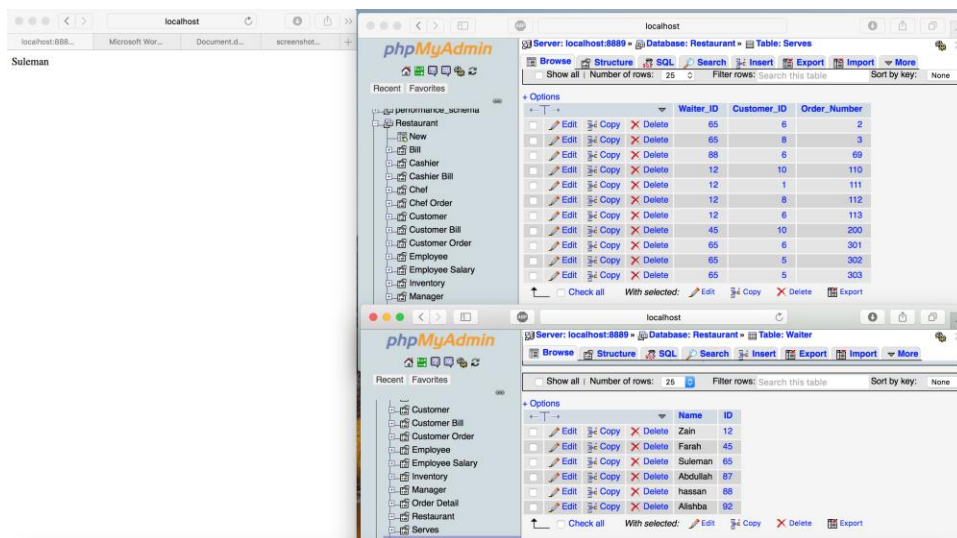 localhost
localhost:888...
Microsoft Wor...
Document.d...
screenshot...
Suleman
localhost
phpMyAdmin
Recent Favorites
performance_schema
Restaurant
New
Bill
Cashier
Cashier Bill
Chef
Chef Order
Customer
Customer Bill
Customer Order
Employee
Employee Salary
Inventory
Manager
Server: localhost:8889 » Database: Restaurant » Table: Serves
Browse Structure SQL Search Insert Export Import More
Show all | Number of rows: 25 Filter rows: Search this table Sort by key: None
+ Options
←T→ Waiter_ID Customer_ID Order_Number
Edit Copy Delete 65 6 2
Edit Copy Delete 65 8 3
Edit Copy Delete 88 6 69
Edit Copy Delete 12 10 110
Edit Copy Delete 12 1 111
Edit Copy Delete 12 8 112
Edit Copy Delete 12 6 113
Edit Copy Delete 45 10 200
Edit Copy Delete 65 6 301
Edit Copy Delete 65 5 302
Edit Copy Delete 65 5 303
Check all With selected: Edit Copy Delete Export
ABP localhost
phpMyAdmin
Recent Favorites
Customer
Customer Bill
Customer Order
Employee
Employee Salary
Inventory
Manager
Order Detail
Restaurant
Serves
Server: localhost:8889 » Database: Restaurant » Table: Waiter
Browse Structure SQL Search Insert Export Import More
Show all | Number of rows: 25 Filter rows: Search this table Sort by key: None
+ Options
←T→ Name ID
Edit Copy Delete Zain 12
Edit Copy Delete Farah 45
Edit Copy Delete Suleman 65
Edit Copy Delete Abdullah 87
Edit Copy Delete hassan 88
Edit Copy Delete Alishba 92
Check all With selected: Edit Copy Delete Export